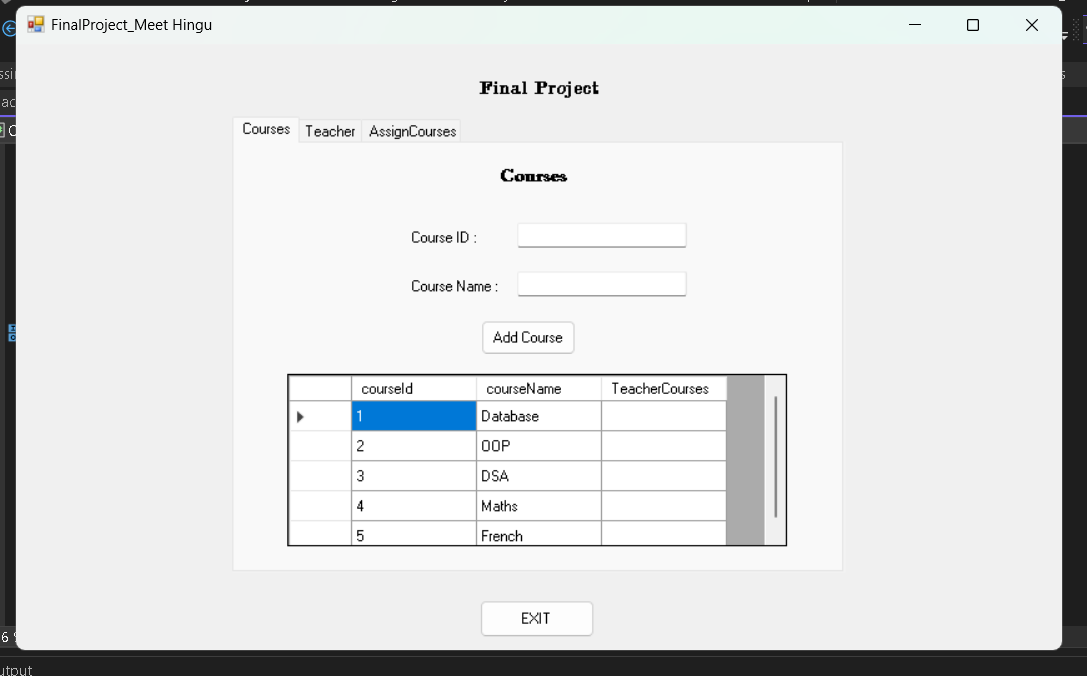 FinalProject_Meet Hingu
Final Project
Courses Teacher AssignCourses
Courses
Course ID :
Course Name :
Add Course
courseId courseName TeacherCourses
1 Database
2 OOP
3 DSA
4 Maths
5 French
EXIT